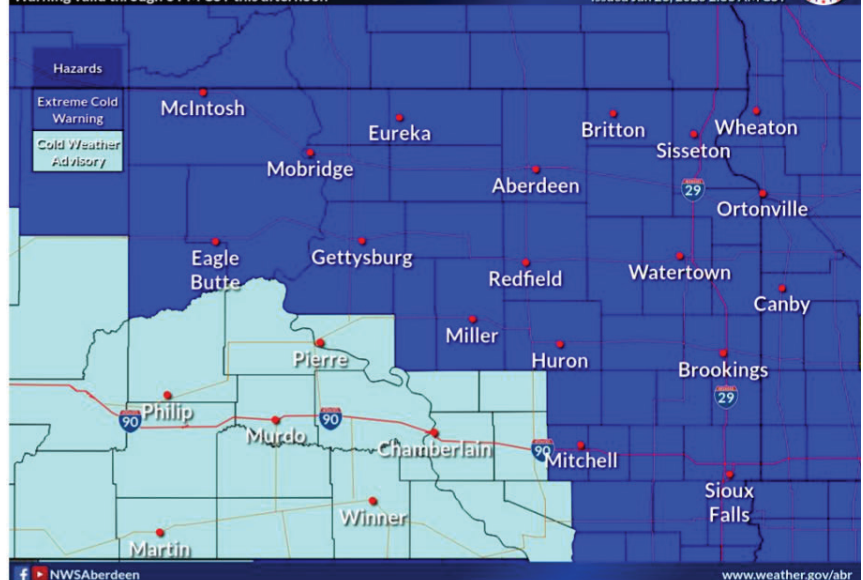 Hazards
Extreme Cold
Warning
Cold Weather
Advisory
McIntosh
Eureka
Britton
Wheaton
Sisseton
Mobridge
Aberdeen
29
Ortonville
Eagle
Butte
Gettysburg
Redfield
Watertown
Canby
Miller
Pierre
Huron
Brookings
Philip
29
90
90
Murdo
Chamberlain
90
Mitchell
Sioux
Falls
Winner
Martin
NWSAberdeen
www.weather.gov/abr